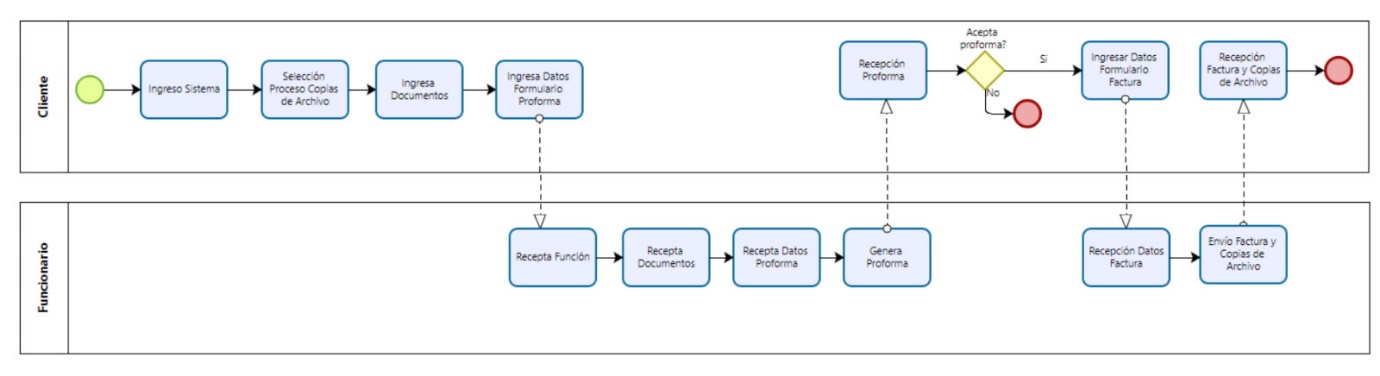 Cliente
Ingreso Sistema
Selección
Proceso Copias
de Archivo
Ingresa
Documentos
Ingresa Datos
Formulario
Proforma
Recepción
Proforma
Acepta
proforma?
Si
No
Ingresar Datos
Formulario
Factura
Recepción
Factura y Copias
de Archivo
Funcionario
Recepta Función
Recepta
Documentos
Recepta Datos
Proforma
Genera
Proforma
Recepción Datos
Factura
Envío Factura y
Copias de
Archivo